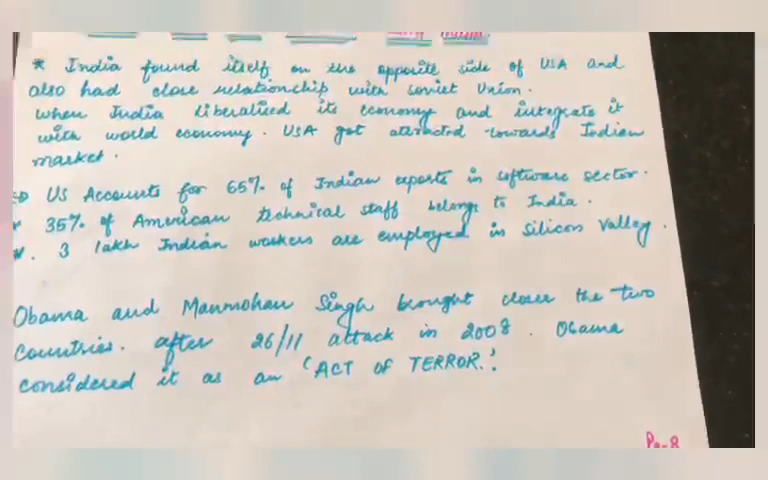 * India found itself on the opposite side of USA and
also had close relationship with Soviet Union.
When India liberalised its economy and integrate it
with world economy. USA got attracted towards Indian
market.
⇒ US Accounts for 65% of Indian exports in software sector.
35% of American technical staff belongs to India.
3 lakh Indian workers are employed in Silicon Valley.
Obama and Manmohan Singh brought closer the two
Countries. after 26/11 attack in 2008. Obama
considered it as an 'ACT OF TERROR.'
Pg-8